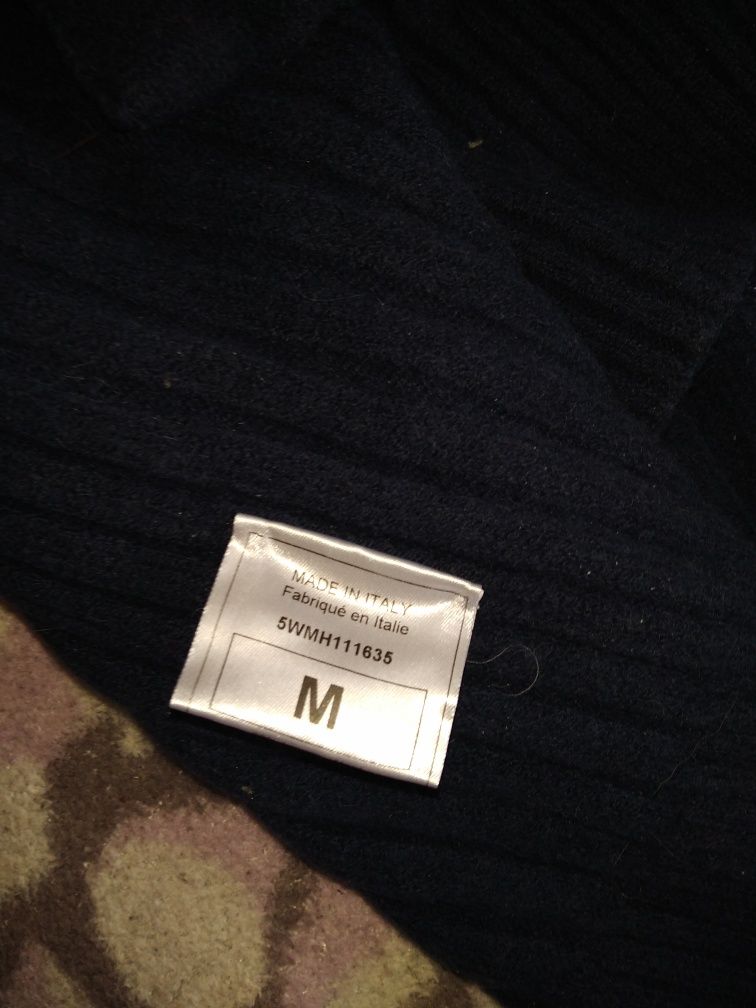 MADE IN ITALY
Fabriqué en Italie
5WMH111635
M